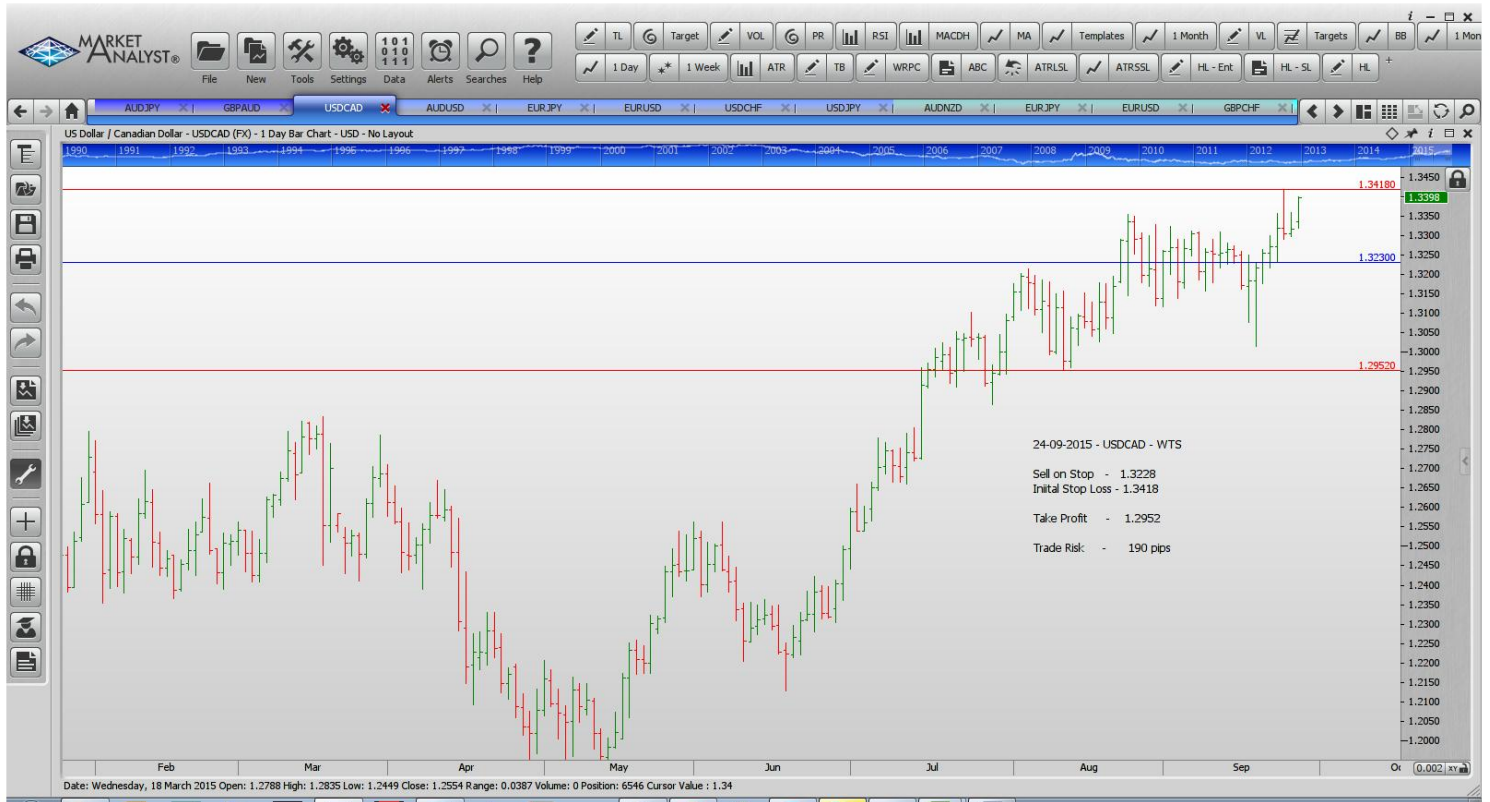 i
MARKET ANALYST®
File New Tools Settings Data Alerts Searches Help
101
010
111
TL Target VOL PR RSI MACDH MA Templates 1 Month VL Targets BB 1 Mon
1 Day 1 Week ATR TB WRPC ABC ATRLSL ATRSSL HL - Ent HL - SL HL +
AUDJPY GBPAUD USDCAD AUDUSD EURJPY EURUSD USDCHF USDJPY AUDNZD EURJPY EURUSD GBPCHF
US Dollar / Canadian Dollar - USDCAD (FX) - 1 Day Bar Chart - USD - No Layout
1990 1991 1992 1993 1994 1995 1996 1997 1998 1999 2000 2001 2002 2003 2004 2005 2006 2007 2008 2009 2010 2011 2012 2013 2014 2015
1.3450
1.34180
1.3398
1.3350
1.3300
1.3250
1.32300
1.3200
1.3150
1.3100
1.3050
1.3000
1.29520
1.2950
1.2900
1.2850
1.2800
1.2750
1.2700
1.2650
1.2600
1.2550
1.2500
1.2450
1.2400
1.2350
1.2300
1.2250
1.2200
1.2150
1.2100
1.2050
1.2000
24-09-2015 - USDCAD - WTS
Sell on Stop - 1.3228
Iniital Stop Loss - 1.3418
Take Profit - 1.2952
Trade Risk - 190 pips
Feb Mar Apr May Jun Jul Aug Sep
0.002 XY
Date: Wednesday, 18 March 2015 Open: 1.2788 High: 1.2835 Low: 1.2449 Close: 1.2554 Range: 0.0387 Volume: 0 Position: 6546 Cursor Value : 1.34